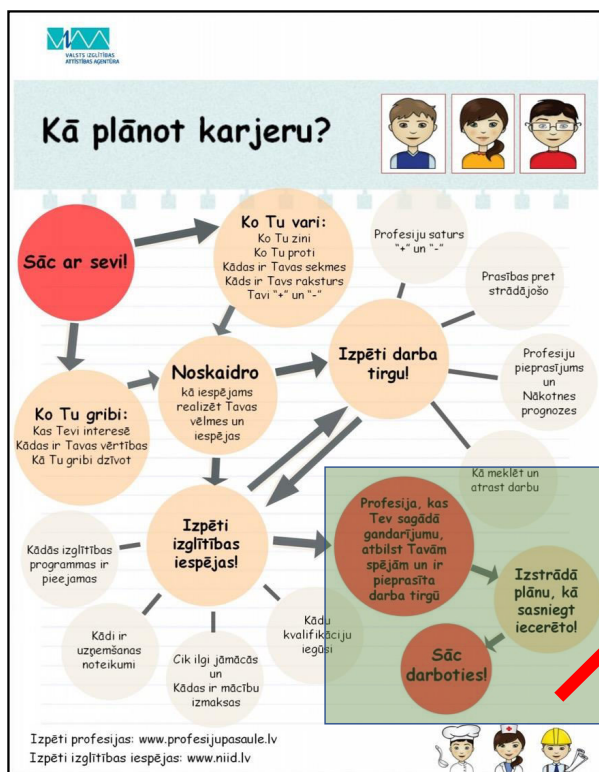 VIAA
VALSTS IZGLĪTĪBAS
ATTĪSTĪBAS AĢENTŪRA
Kā plānot karjeru?
Sāc ar sevi!
Ko Tu vari:
Ko Tu zini
Ko Tu proti
Kādas ir Tavas sekmes
Kāds ir Tavs raksturs
Tavi "+" un "-"
Profesiju saturs
"+" un "-"
Prasības pret
strādājošo
Izpēti darba
tirgu!
Profesiju
pieprasījums
un
Nākotnes
prognozes
Noskaidro
kā iespējams
realizēt Tavas
vēlmes un
iespējas
Ko Tu gribi:
Kas Tevi interesē
Kādas ir Tavas vērtības
Kā Tu gribi dzīvot
Kā meklēt un
atrast darbu
Profesija, kas
Tev sagādā
gandarījumu,
atbilst Tavām
spējām un ir
pieprasīta
darba tirgū
Izpēti
izglītības
iespējas!
Kādās izglītības
programmas ir
pieejamas
Izstrādā
plānu, kā
sasniegt
iecerēto!
Kādi ir
uzņemšanas
noteikumi
Cik ilgi jāmācās
un
Kādas ir mācību
izmaksas
Kādu
kvalifikāciju
iegūsi
Sāc
darboties!
Izpēti profesijas: www.profesijupasaule.lv
Izpēti izglītības iespējas: www.niid.lv